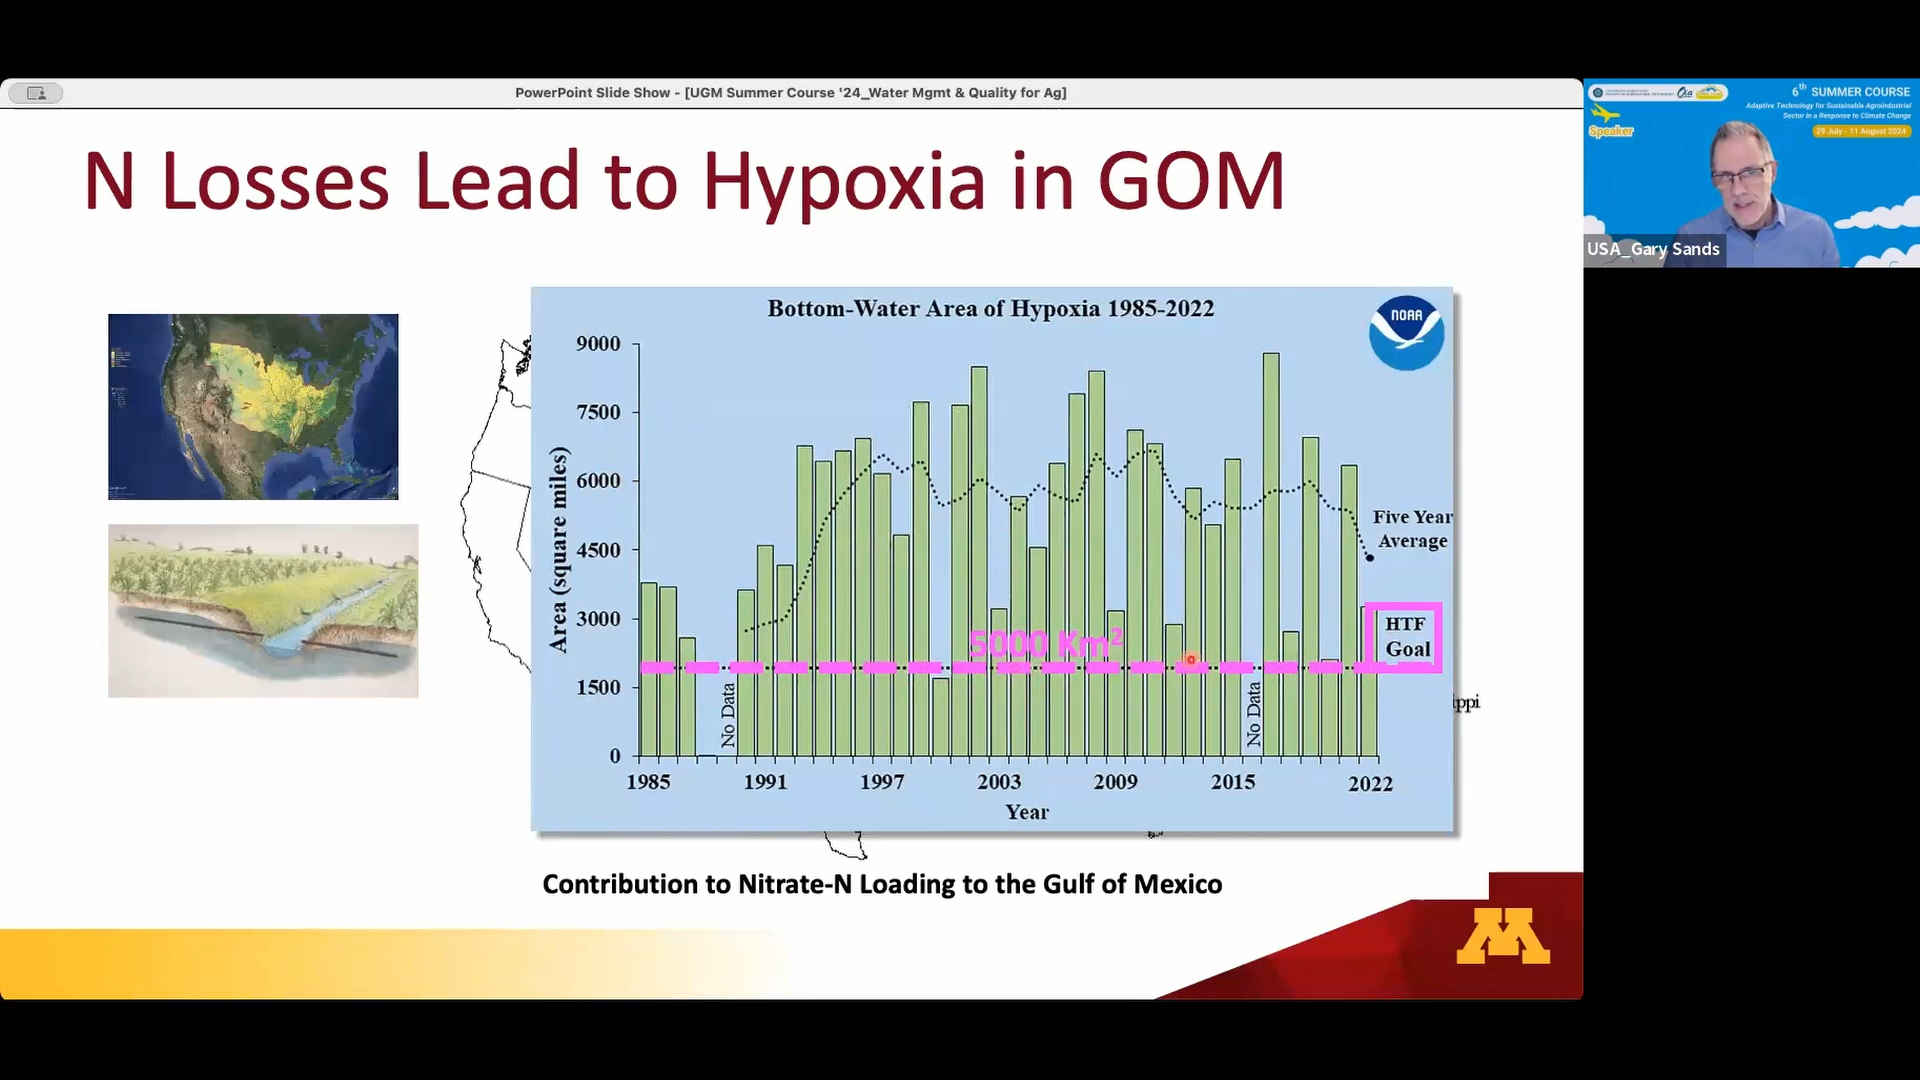 PowerPoint Slide Show - [UGM Summer Course '24_Water Mgmt & Quality for Ag]
N Losses Lead to Hypoxia in GOM
Bottom-Water Area of Hypoxia 1985-2022
NOAA
Area (square miles)
9000
7500
6000
4500
3000
1500
0
No Data
No Data
5000 Km²
Five Year
Average
HTF
Goal
1985
1991
1997
2003
2009
2015
2022
Year
ippi
Contribution to Nitrate-N Loading to the Gulf of Mexico
M
Oia
6th SUMMER COURSE
Adaptive Technology for Sustainable Agroindustrial
Sector in a Response to Climate Change
29 July - 11 August 2024
Speaker
USA_Gary Sands